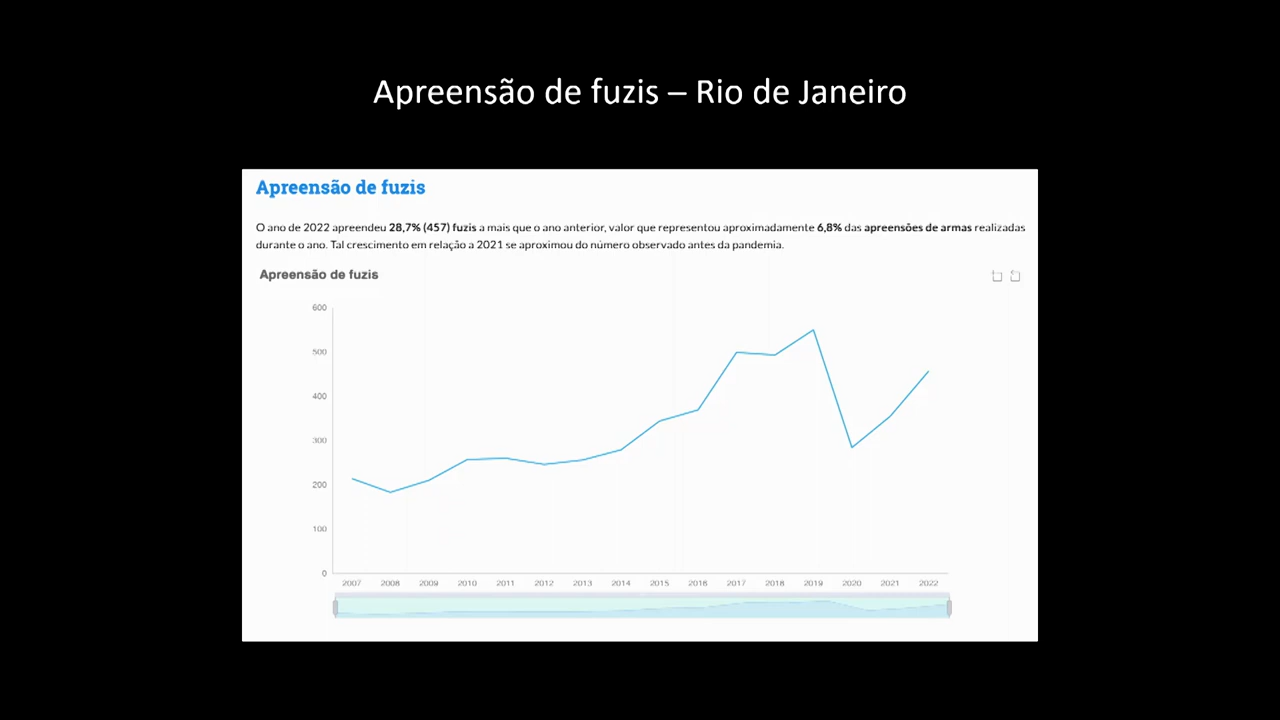 Apreensão de fuzis – Rio de Janeiro
Apreensão de fuzis
O ano de 2022 apreendeu 28,7% (457) fuzis a mais que o ano anterior, valor que representou aproximadamente 6,8% das apreensões de armas realizadas
durante o ano. Tal crescimento em relação a 2021 se aproximou do número observado antes da pandemia.
Apreensão de fuzis
600
500
400
300
200
100
0
2007 2008 2009 2010 2011 2012 2013 2014 2015 2016 2017 2018 2019 2020 2021 2022